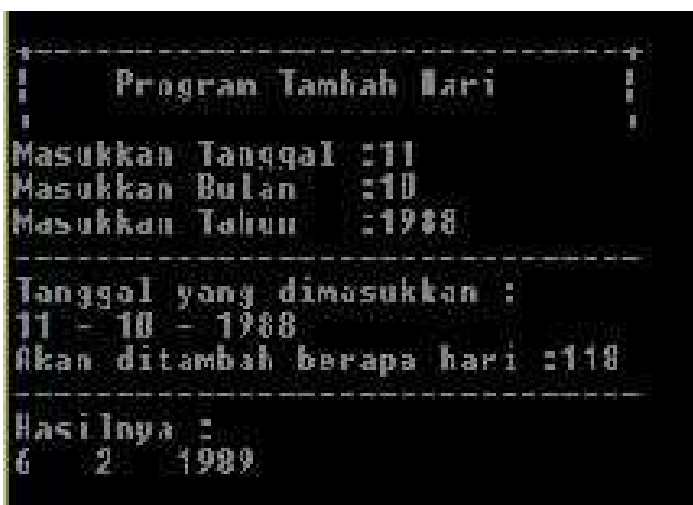 Program Tambah Hari
Masukkan Tanggal :11
Masukkan Bulan :10
Masukkan Tahun :1988
Tanggal yang dimasukkan :
11 - 10 - 1988
Akan ditambah berapa hari :118
Hasilnya :
6 2 1989